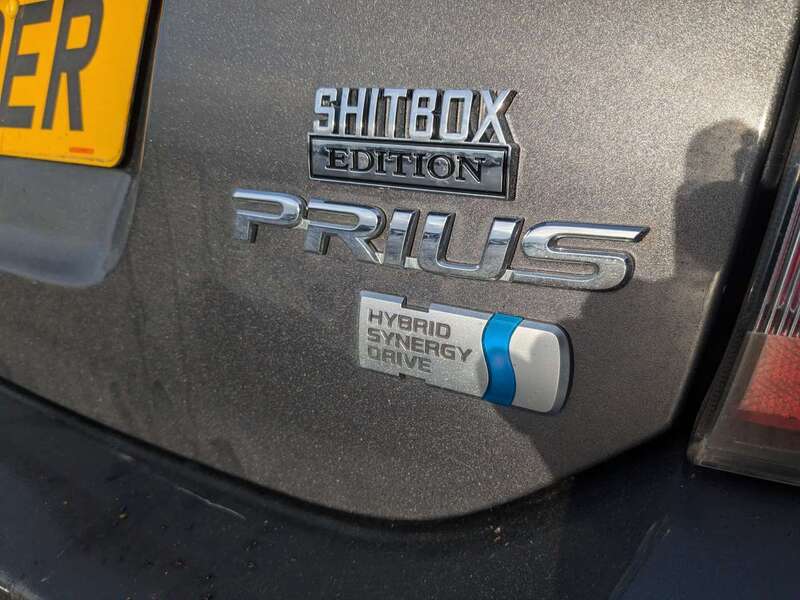 ER
SHITBOX
EDITION
PRIUS
HYBRID
SYNERGY
DRIVE